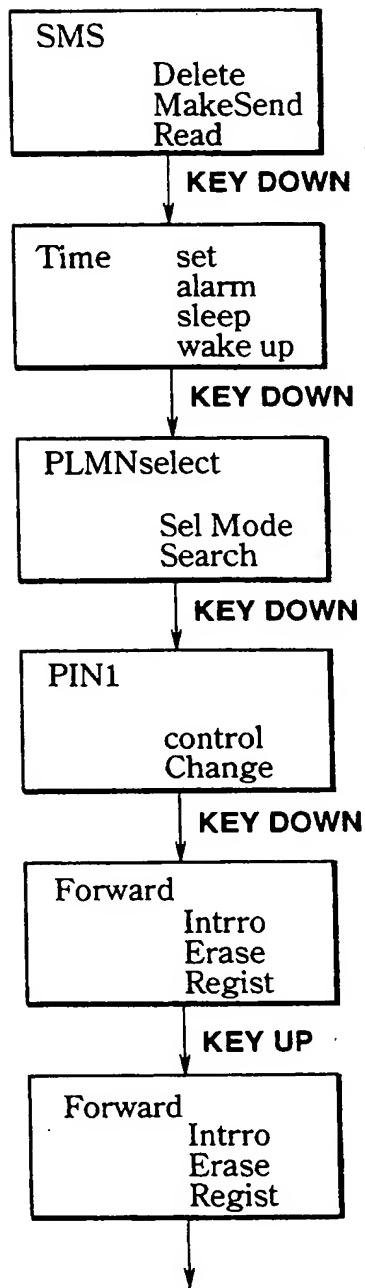 SMS
Delete
MakeSend
Read
KEY DOWN
Time set
alarm
sleep
wake up
KEY DOWN
PLMNselect
Sel Mode
Search
KEY DOWN
PIN1
control
Change
KEY DOWN
Forward
Intrro
Erase
Regist
KEY UP
Forward
Intrro
Erase
Regist